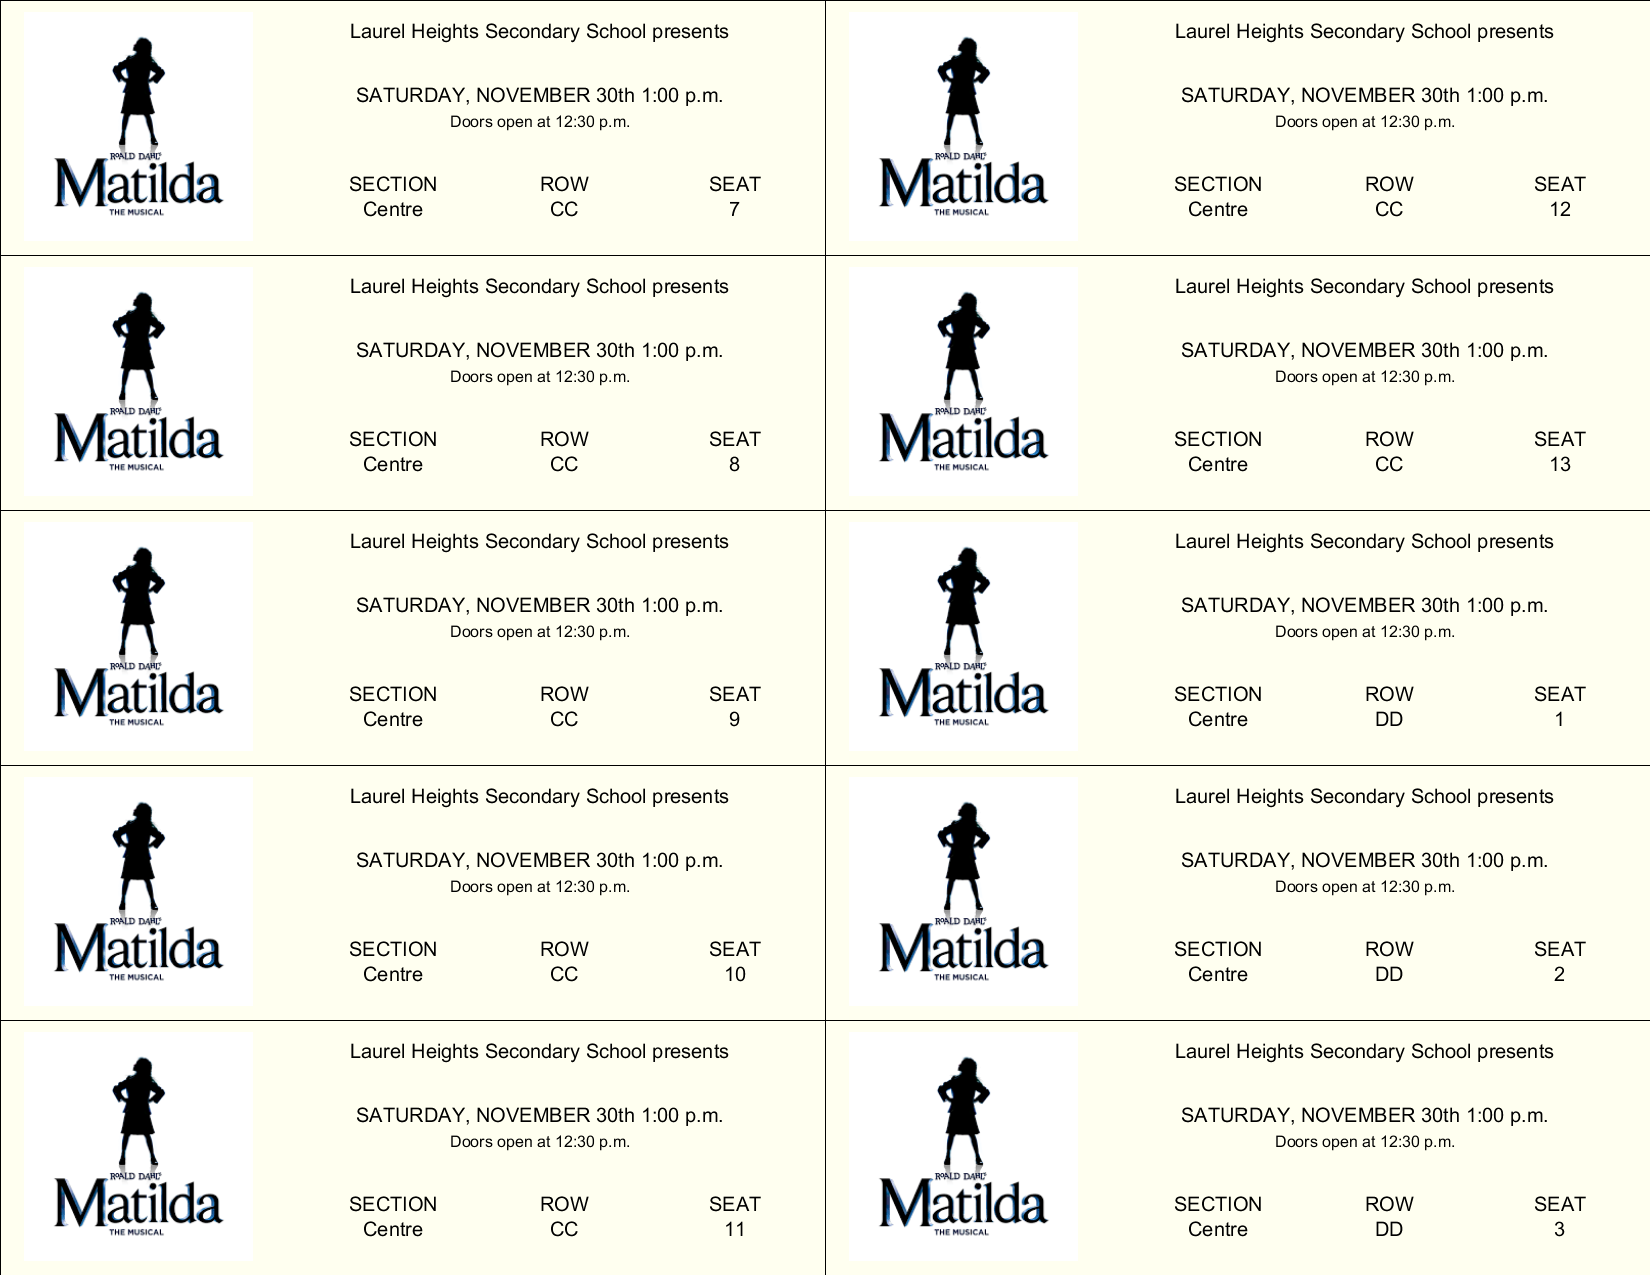 Laurel Heights Secondary School presents
SATURDAY, NOVEMBER 30th 1:00 p.m.
Doors open at 12:30 p.m.
ROALD DAHL'S
Matilda
THE MUSICAL
SECTION ROW SEAT
Centre CC 7
Laurel Heights Secondary School presents
SATURDAY, NOVEMBER 30th 1:00 p.m.
Doors open at 12:30 p.m.
ROALD DAHL'S
Matilda
THE MUSICAL
SECTION ROW SEAT
Centre CC 12
Laurel Heights Secondary School presents
SATURDAY, NOVEMBER 30th 1:00 p.m.
Doors open at 12:30 p.m.
ROALD DAHL'S
Matilda
THE MUSICAL
SECTION ROW SEAT
Centre CC 8
Laurel Heights Secondary School presents
SATURDAY, NOVEMBER 30th 1:00 p.m.
Doors open at 12:30 p.m.
ROALD DAHL'S
Matilda
THE MUSICAL
SECTION ROW SEAT
Centre CC 13
Laurel Heights Secondary School presents
SATURDAY, NOVEMBER 30th 1:00 p.m.
Doors open at 12:30 p.m.
ROALD DAHL'S
Matilda
THE MUSICAL
SECTION ROW SEAT
Centre CC 9
Laurel Heights Secondary School presents
SATURDAY, NOVEMBER 30th 1:00 p.m.
Doors open at 12:30 p.m.
ROALD DAHL'S
Matilda
THE MUSICAL
SECTION ROW SEAT
Centre DD 1
Laurel Heights Secondary School presents
SATURDAY, NOVEMBER 30th 1:00 p.m.
Doors open at 12:30 p.m.
ROALD DAHL'S
Matilda
THE MUSICAL
SECTION ROW SEAT
Centre CC 10
Laurel Heights Secondary School presents
SATURDAY, NOVEMBER 30th 1:00 p.m.
Doors open at 12:30 p.m.
ROALD DAHL'S
Matilda
THE MUSICAL
SECTION ROW SEAT
Centre DD 2
Laurel Heights Secondary School presents
SATURDAY, NOVEMBER 30th 1:00 p.m.
Doors open at 12:30 p.m.
ROALD DAHL'S
Matilda
THE MUSICAL
SECTION ROW SEAT
Centre CC 11
Laurel Heights Secondary School presents
SATURDAY, NOVEMBER 30th 1:00 p.m.
Doors open at 12:30 p.m.
ROALD DAHL'S
Matilda
THE MUSICAL
SECTION ROW SEAT
Centre DD 3